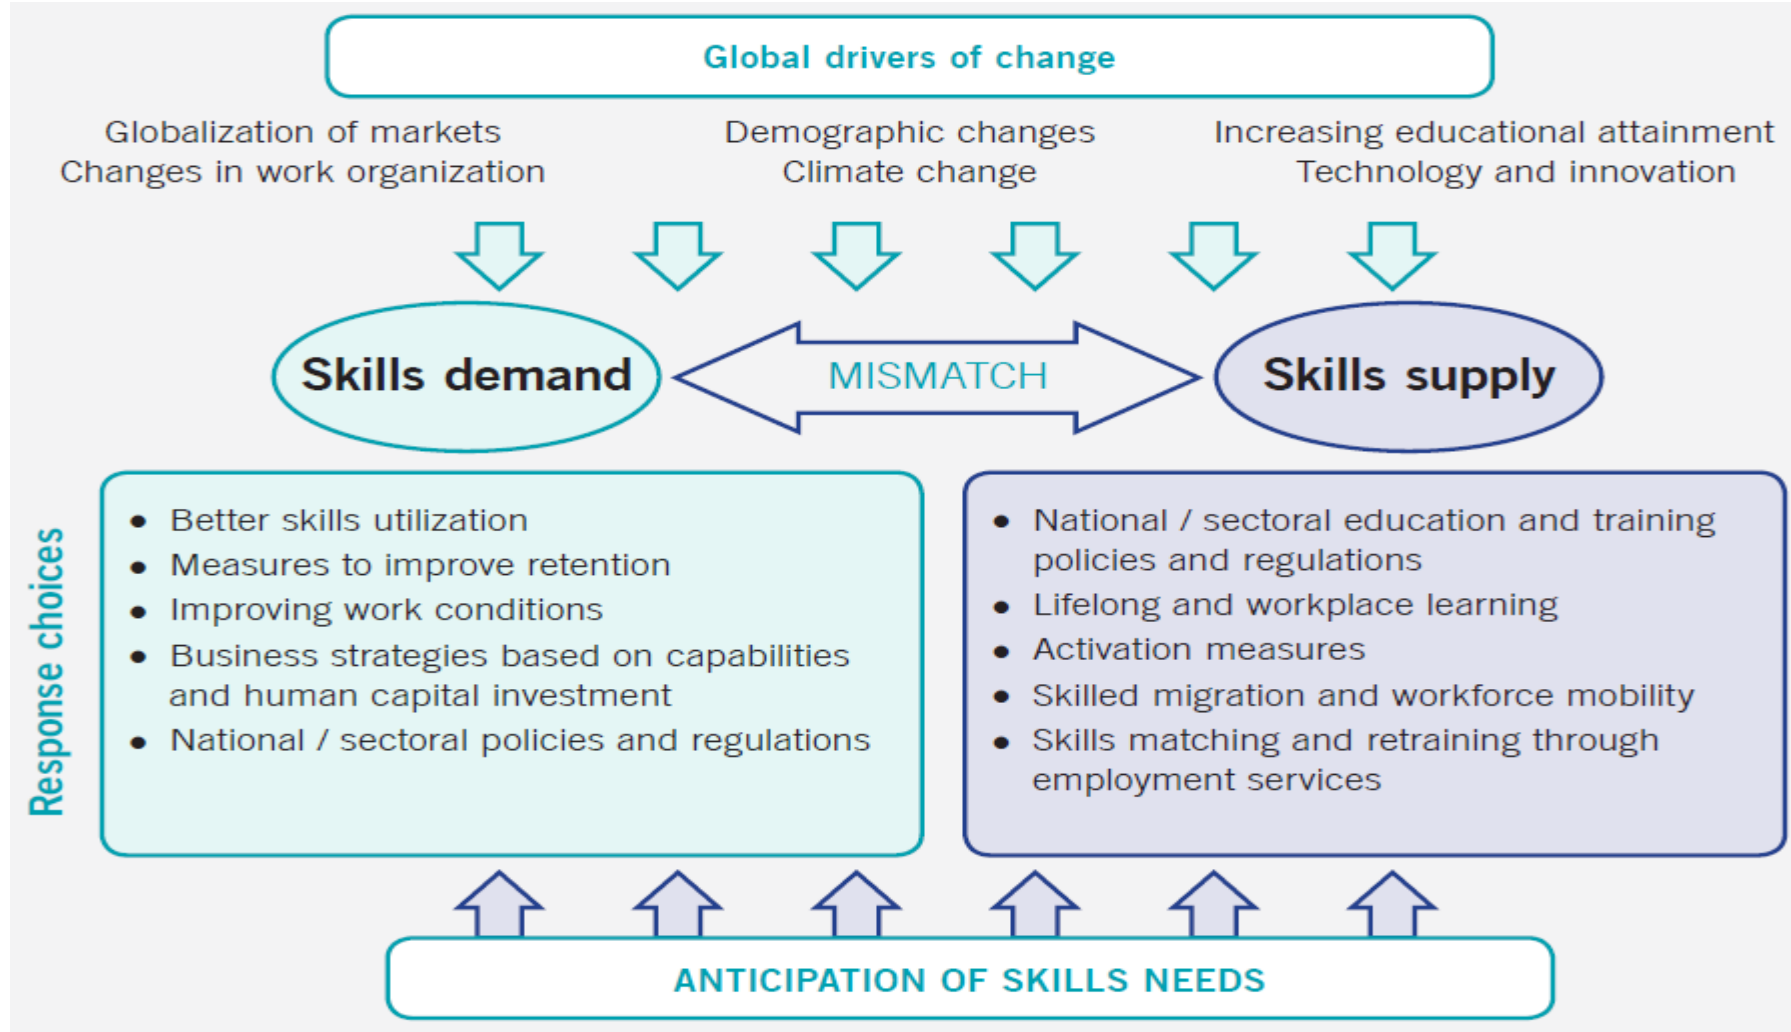 Global drivers of change
Globalization of markets
Changes in work organization
Demographic changes
Climate change
Increasing educational attainment
Technology and innovation
Skills demand
MISMATCH
Skills supply
Response choices
• Better skills utilization
• Measures to improve retention
• Improving work conditions
• Business strategies based on capabilities
and human capital investment
• National / sectoral policies and regulations
• National / sectoral education and training
policies and regulations
• Lifelong and workplace learning
• Activation measures
• Skilled migration and workforce mobility
• Skills matching and retraining through
employment services
ANTICIPATION OF SKILLS NEEDS